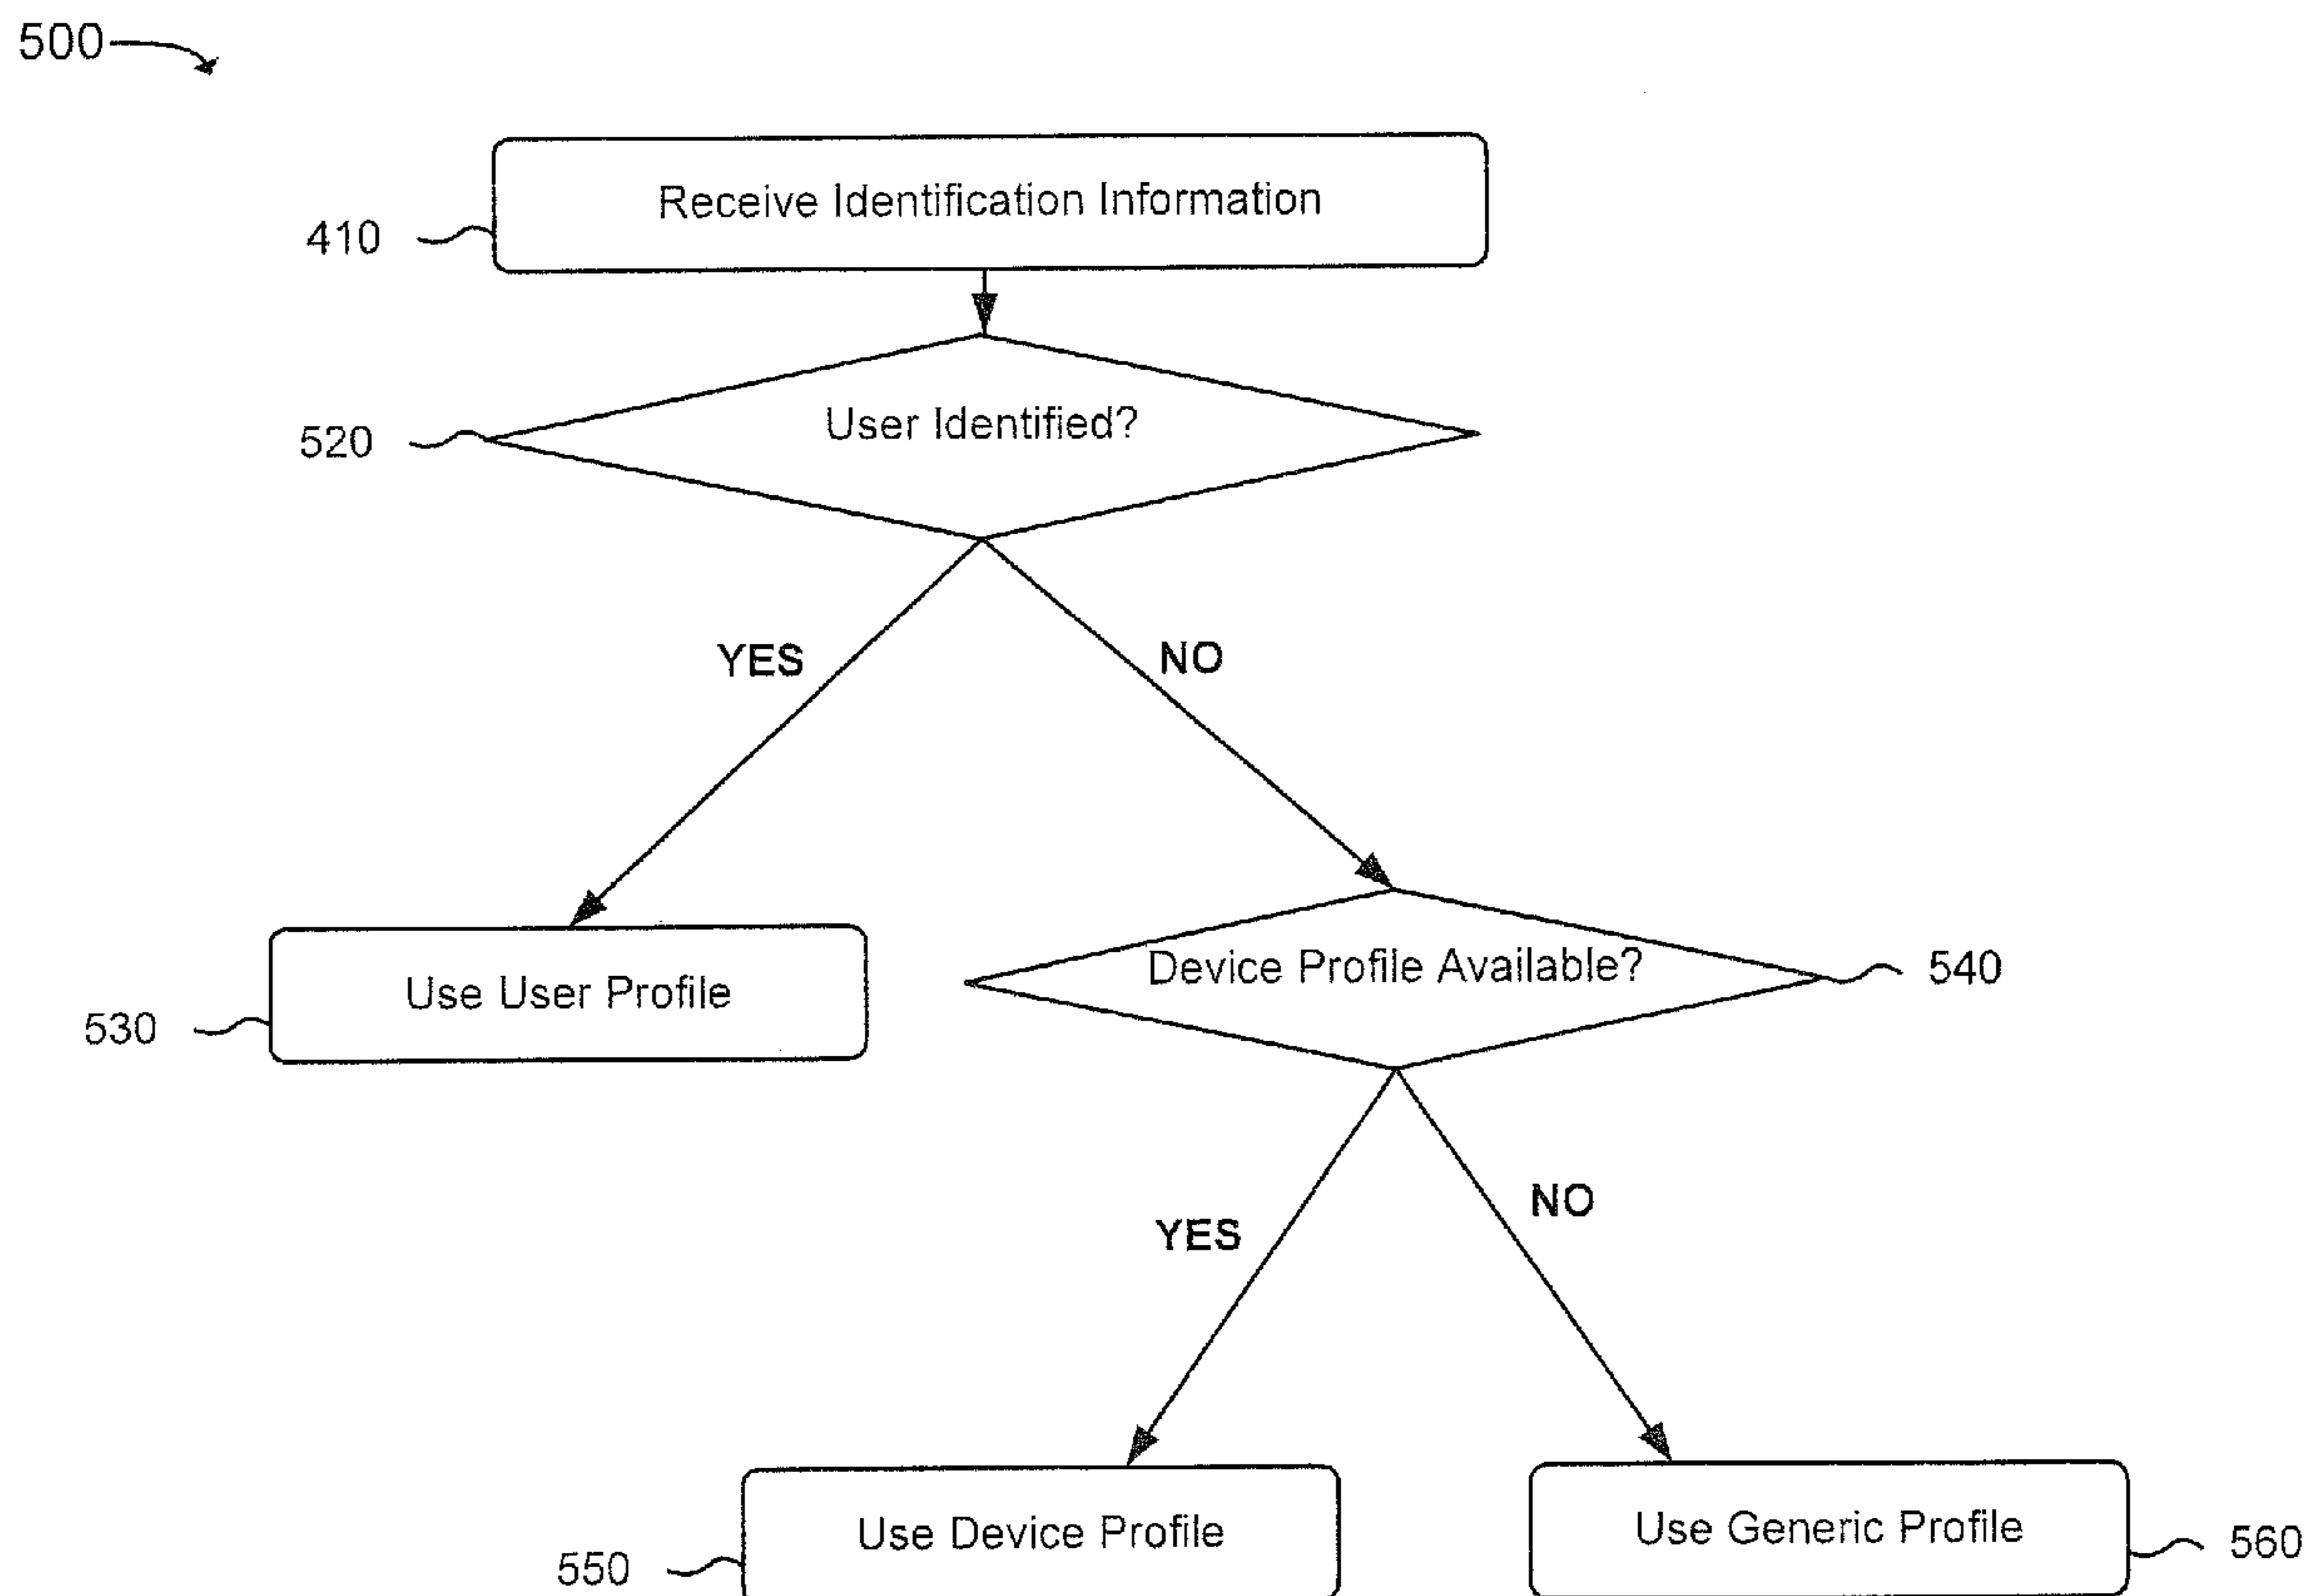 500
Receive Identification Information
410
User Identified?
520
YES
NO
Use User Profile
530
Device Profile Available?
540
YES
NO
Use Device Profile
550
Use Generic Profile
560